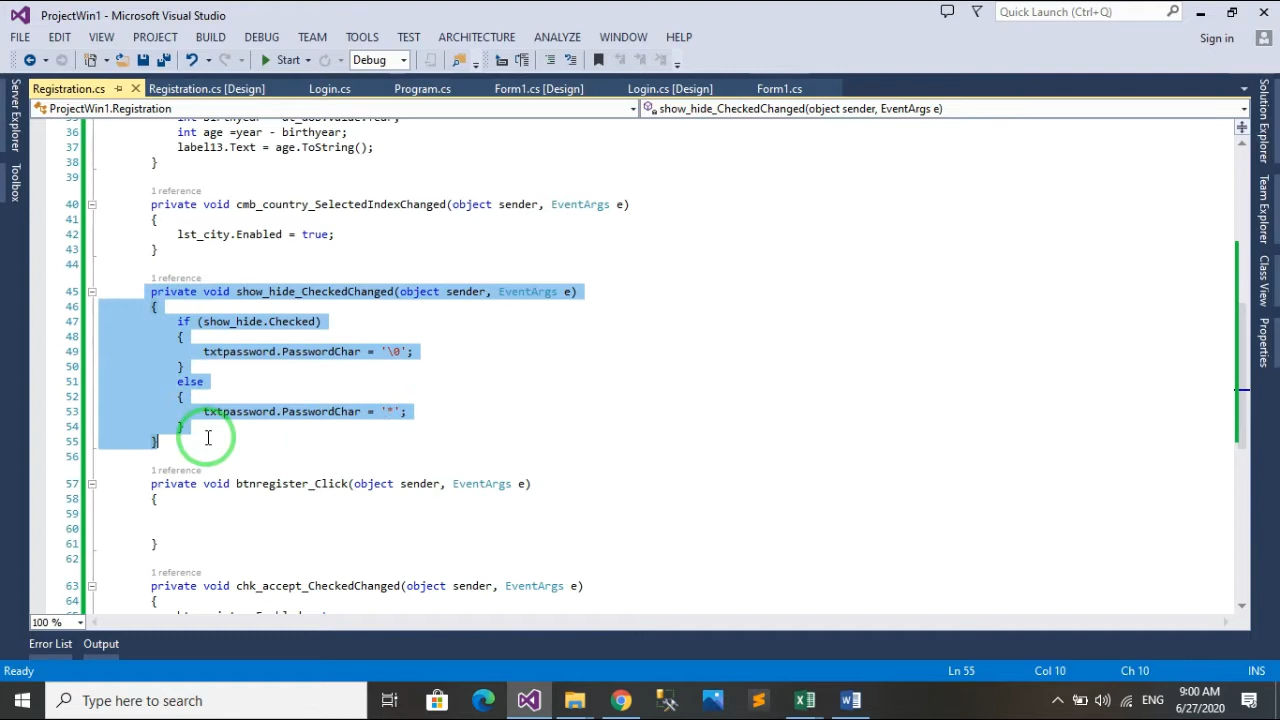 ProjectWin1 - Microsoft Visual Studio
Quick Launch (Ctrl+Q)
FILE EDIT VIEW PROJECT BUILD DEBUG TEAM TOOLS TEST ARCHITECTURE ANALYZE WINDOW HELP
Sign in
Start Debug
Registration.cs Registration.cs [Design] Login.cs Program.cs Form1.cs [Design] Login.cs [Design] Form1.cs
ProjectWin1.Registration show_hide_CheckedChanged(object sender, EventArgs e)
Server Explorer
Toolbox
Solution Explorer
Team Explorer
Class View
Properties
36 int age =year - birthyear;
37 label13.Text = age.ToString();
38 }
39
1 reference
40 private void cmb_country_SelectedIndexChanged(object sender, EventArgs e)
41 {
42 lst_city.Enabled = true;
43 }
44
1 reference
45 private void show_hide_CheckedChanged(object sender, EventArgs e)
46 {
47 if (show_hide.Checked)
48 {
49 txtpassword.PasswordChar = '\0';
50 }
51 else
52 {
53 txtpassword.PasswordChar = '*';
54 }
55 }
56
1 reference
57 private void btnregister_Click(object sender, EventArgs e)
58 {
59
60
61 }
62
1 reference
63 private void chk_accept_CheckedChanged(object sender, EventArgs e)
64 {
100 %
Error List Output
Ready Ln 55 Col 10 Ch 10 INS
Type here to search
ENG
9:00 AM
6/27/2020